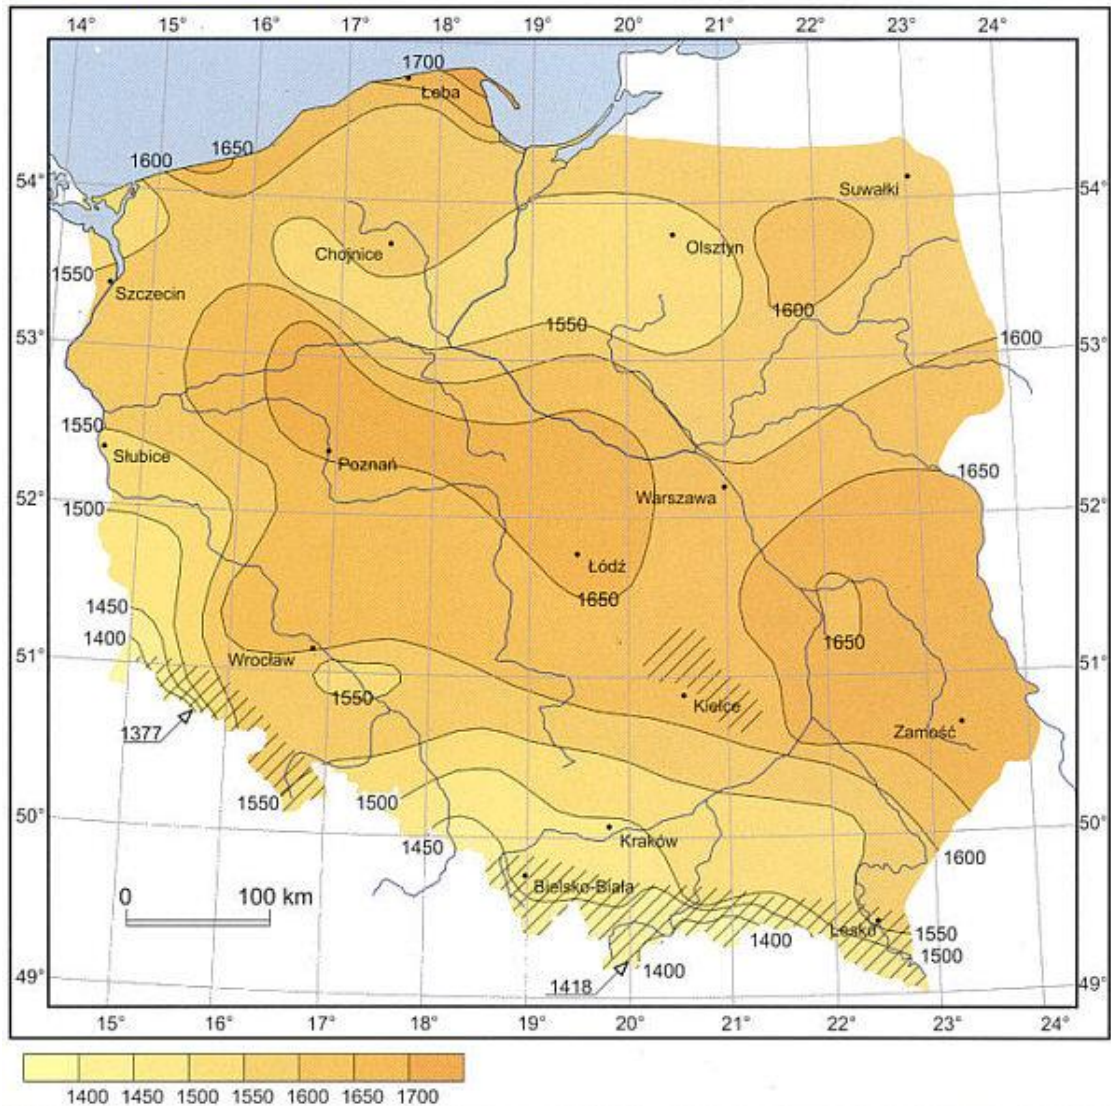 14° 15° 16° 17° 18° 19° 20° 21° 22° 23° 24°
1700
Łeba
1600
1650
54°
54°
Suwałki
Chojnice
Olsztyn
1550
Szczecin
1600
53°
1550
1600
53°
1550
Słubice
Poznań
1650
Warszawa
52°
1500
52°
Łódź
1650
1450
1400
1650
51°
Wrocław
51°
1550
Kielce
1377
Zamość
1550
1500
50°
50°
Kraków
1450
1600
Bielsko-Biała
0 100 km
Lesko
1550
1400
1500
1400
1418
49°
49°
15° 16° 17° 18° 19° 20° 21° 22° 23° 24°
1400 1450 1500 1550 1600 1650 1700